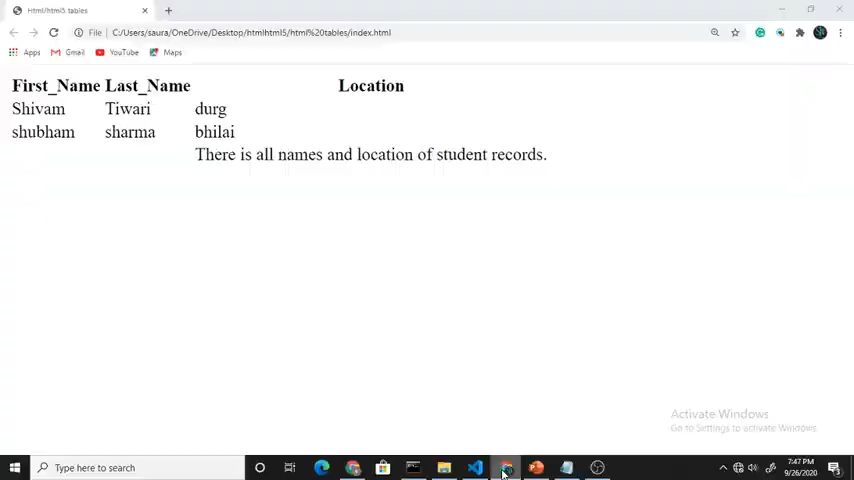 Html/html5 tables
File C:/Users/saura/OneDrive/Desktop/htmlhtml5/html%20tables/index.html
Apps Gmail YouTube Maps
First_Name Last_Name Location
Shivam Tiwari durg
shubham sharma bhilai
There is all names and location of student records.
Activate Windows
Go to Settings to activate Windows.
Type here to search
7:47 PM
9/26/2020